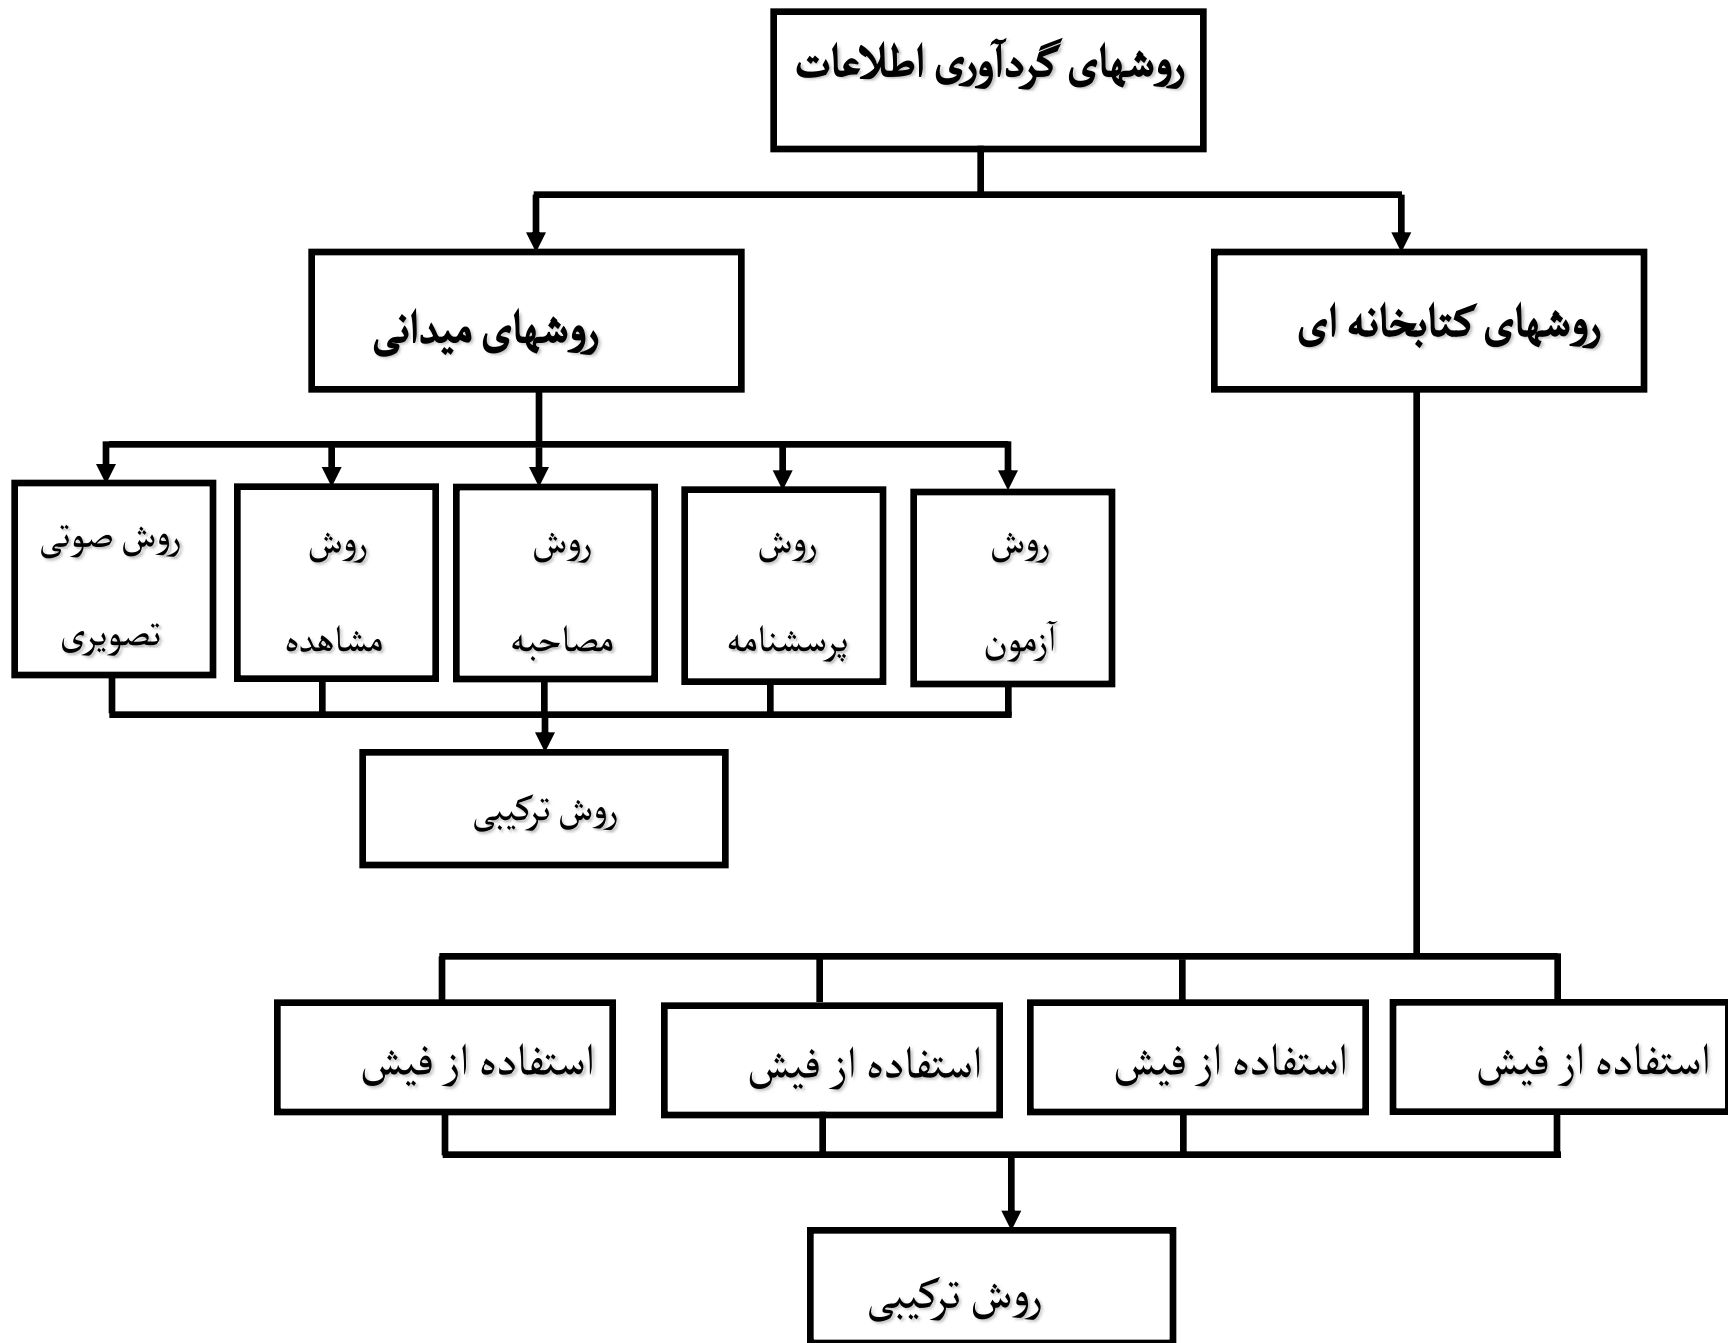 روشهای گردآوری اطلاعات
روشهای کتابخانه ای
روشهای میدانی
روش
آزمون
روش
پرسشنامه
روش
مصاحبه
روش
مشاهده
روش صوتی
تصویری
روش ترکیبی
استفاده از فیش
استفاده از فیش
استفاده از فیش
استفاده از فیش
روش ترکیبی